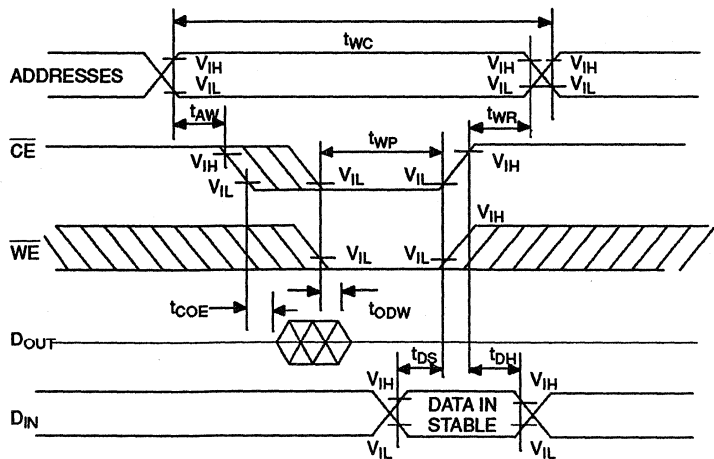 tWC
ADDRESSES
VIH VIH VIH
VIL VIL VIL
tAW tWR
CE
tWP
VIH VIH
VIL VIL VIL
VIH
WE
VIL VIL
tCOE tODW
DOUT
tDS tDH
VIH VIH
DIN
DATA IN
STABLE
VIL VIL